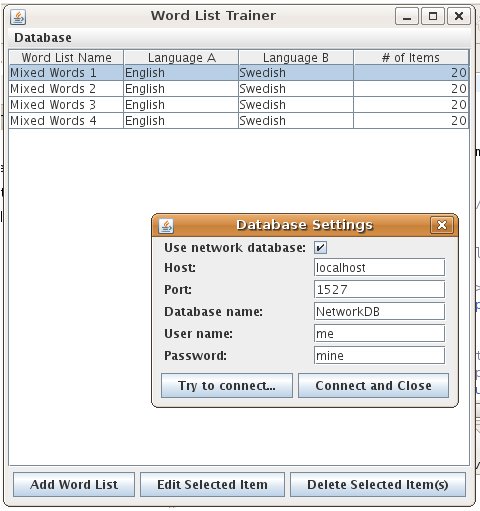 Word List Trainer
Database
Word List Name Language A Language B # of Items
Mixed Words 1 English Swedish 20
Mixed Words 2 English Swedish 20
Mixed Words 3 English Swedish 20
Mixed Words 4 English Swedish 20
Database Settings
Use network database:
Host: localhost
Port: 1527
Database name: NetworkDB
User name: me
Password: mine
Try to connect... Connect and Close
Add Word List Edit Selected Item Delete Selected Item(s)